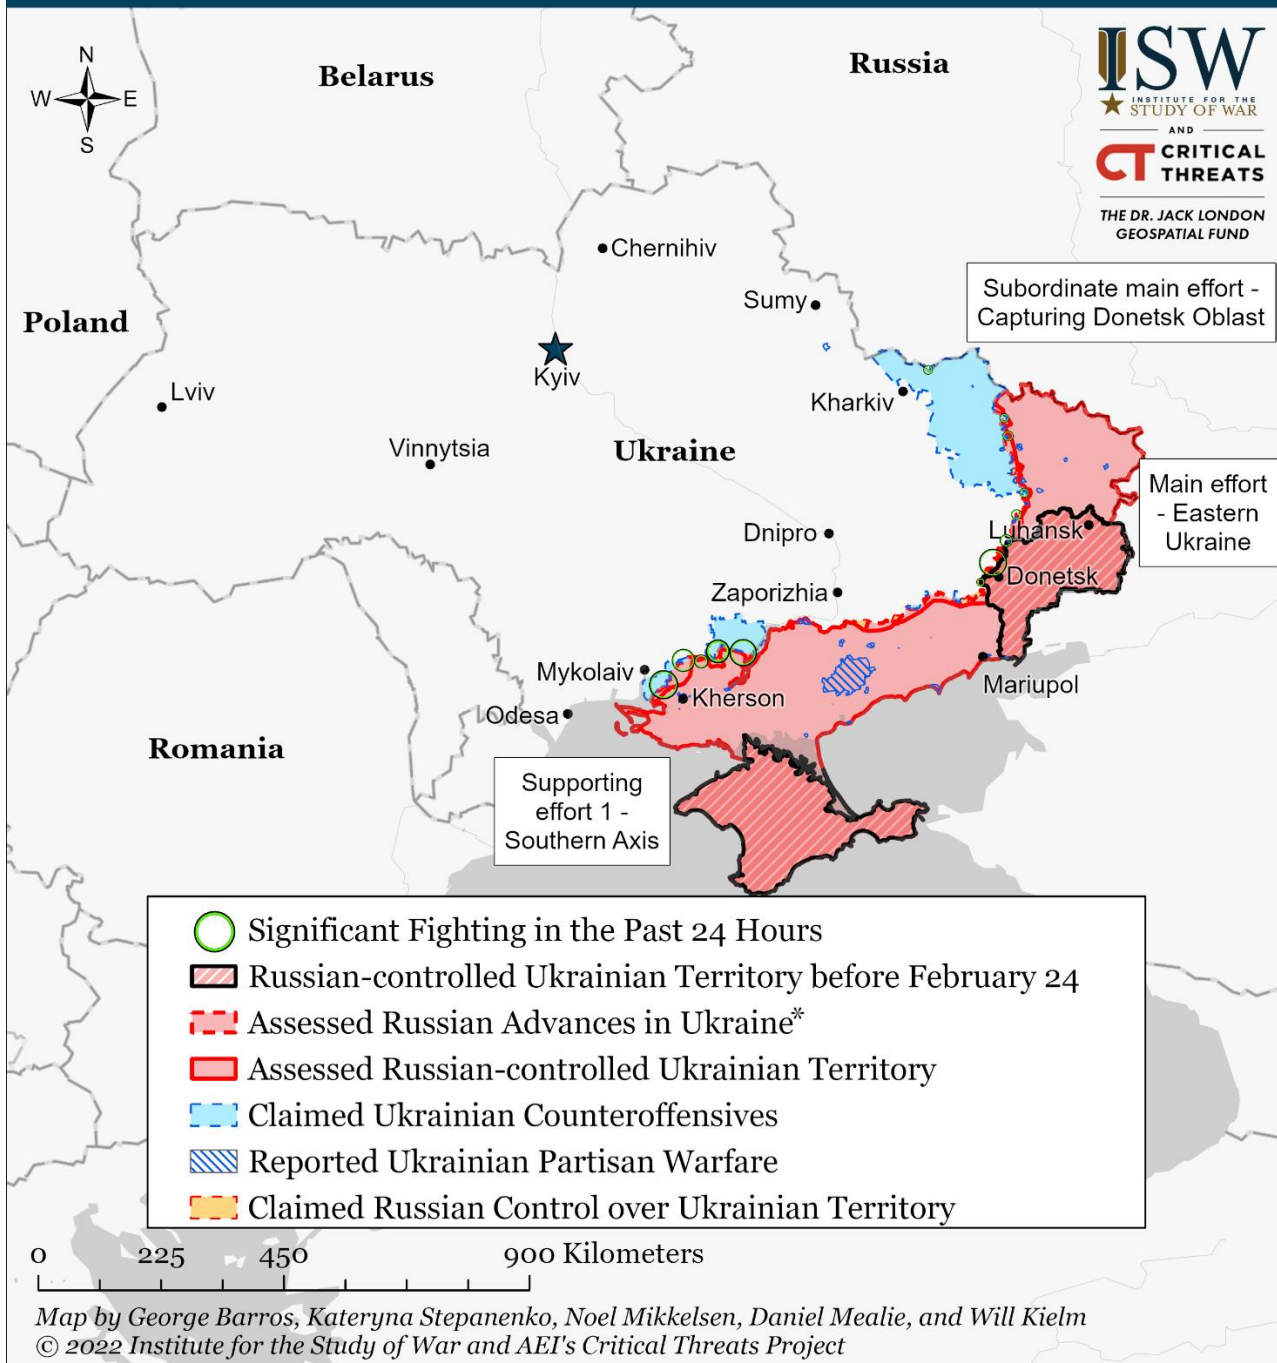 N
W
E
S
Belarus
Russia
ISW
INSTITUTE FOR THE
STUDY OF WAR
AND
CT CRITICAL
THREATS
THE DR. JACK LONDON
GEOSPATIAL FUND
Chernihiv
Subordinate main effort -
Capturing Donetsk Oblast
Sumy
Poland
Kyiv
Lviv
Kharkiv
Vinnytsia
Ukraine
Main effort
- Eastern
Ukraine
Dnipro
Luhansk
Donetsk
Zaporizhia
Mykolaiv
Mariupol
Kherson
Odesa
Romania
Supporting
effort 1 -
Southern Axis
Significant Fighting in the Past 24 Hours
Russian-controlled Ukrainian Territory before February 24
Assessed Russian Advances in Ukraine*
Assessed Russian-controlled Ukrainian Territory
Claimed Ukrainian Counteroffensives
Reported Ukrainian Partisan Warfare
Claimed Russian Control over Ukrainian Territory
0 225 450 900 Kilometers
Map by George Barros, Kateryna Stepanenko, Noel Mikkelsen, Daniel Mealie, and Will Kielm
© 2022 Institute for the Study of War and AEI's Critical Threats Project